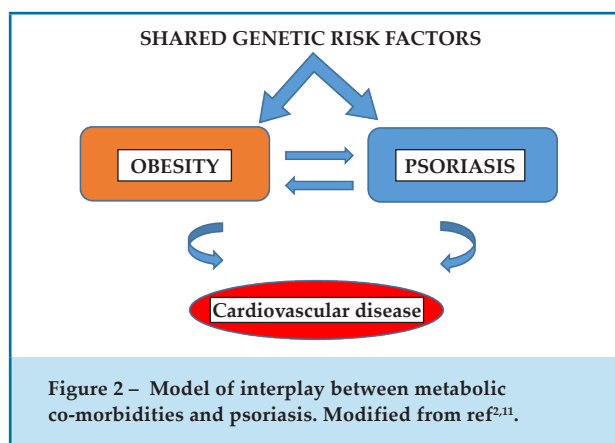 SHARED GENETIC RISK FACTORS
OBESITY
PSORIASIS
Cardiovascular disease
Figure 2 – Model of interplay between metabolic
co-morbidities and psoriasis. Modified from ref2,11.